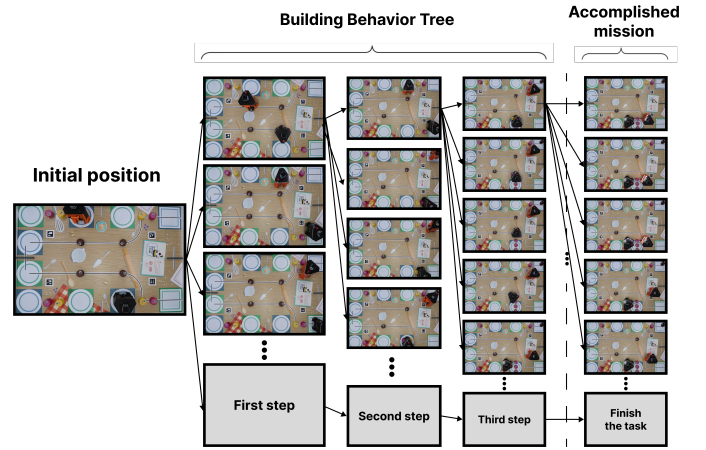 Building Behavior Tree
Accomplished
mission
Initial position
First step
Second step
Third step
Finish
the task